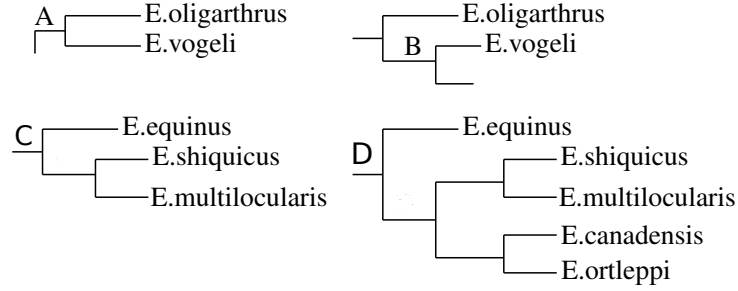 A
E.oligarthrus
E.vogeli
E.oligarthrus
B
E.vogeli
C
E.equinus
E.shiquicus
E.multilocularis
D
E.equinus
E.shiquicus
E.multilocularis
E.canadensis
E.ortleppi